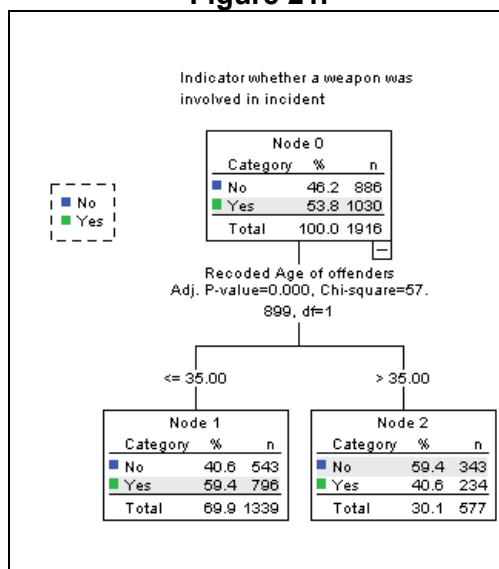 Figure 21.
Indicator whether a weapon was
involved in incident
Node 0
Category % n
No 46.2 886
Yes 53.8 1030
Total 100.0 1916
No
Yes
Recoded Age of offenders
Adj. P-value=0.000, Chi-square=57.
899, df=1
<= 35.00
> 35.00
Node 1
Category % n
No 40.6 543
Yes 59.4 796
Total 69.9 1339
Node 2
Category % n
No 59.4 343
Yes 40.6 234
Total 30.1 577